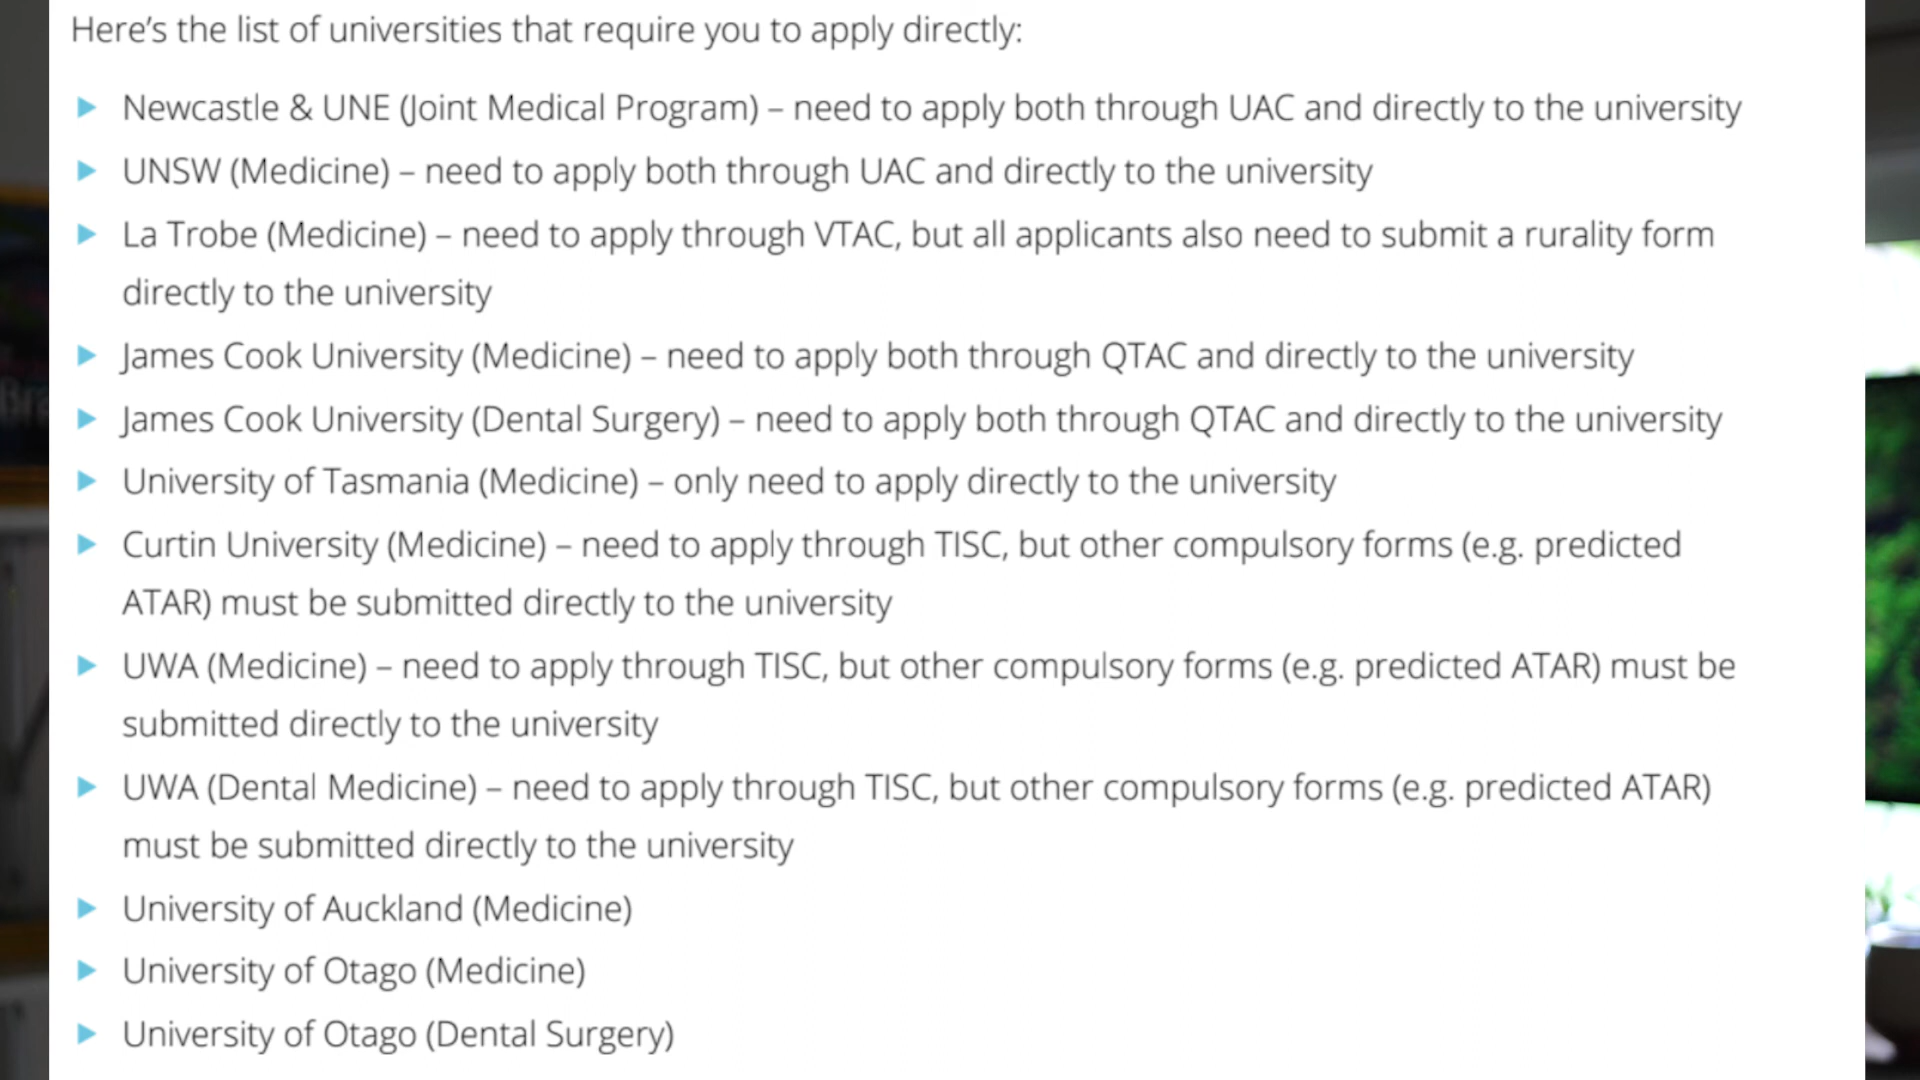 Here’s the list of universities that require you to apply directly:
Newcastle & UNE (Joint Medical Program) – need to apply both through UAC and directly to the university
UNSW (Medicine) – need to apply both through UAC and directly to the university
La Trobe (Medicine) – need to apply through VTAC, but all applicants also need to submit a rurality form
directly to the university
James Cook University (Medicine) – need to apply both through QTAC and directly to the university
James Cook University (Dental Surgery) – need to apply both through QTAC and directly to the university
University of Tasmania (Medicine) – only need to apply directly to the university
Curtin University (Medicine) – need to apply through TISC, but other compulsory forms (e.g. predicted
ATAR) must be submitted directly to the university
UWA (Medicine) – need to apply through TISC, but other compulsory forms (e.g. predicted ATAR) must be
submitted directly to the university
UWA (Dental Medicine) – need to apply through TISC, but other compulsory forms (e.g. predicted ATAR)
must be submitted directly to the university
University of Auckland (Medicine)
University of Otago (Medicine)
University of Otago (Dental Surgery)